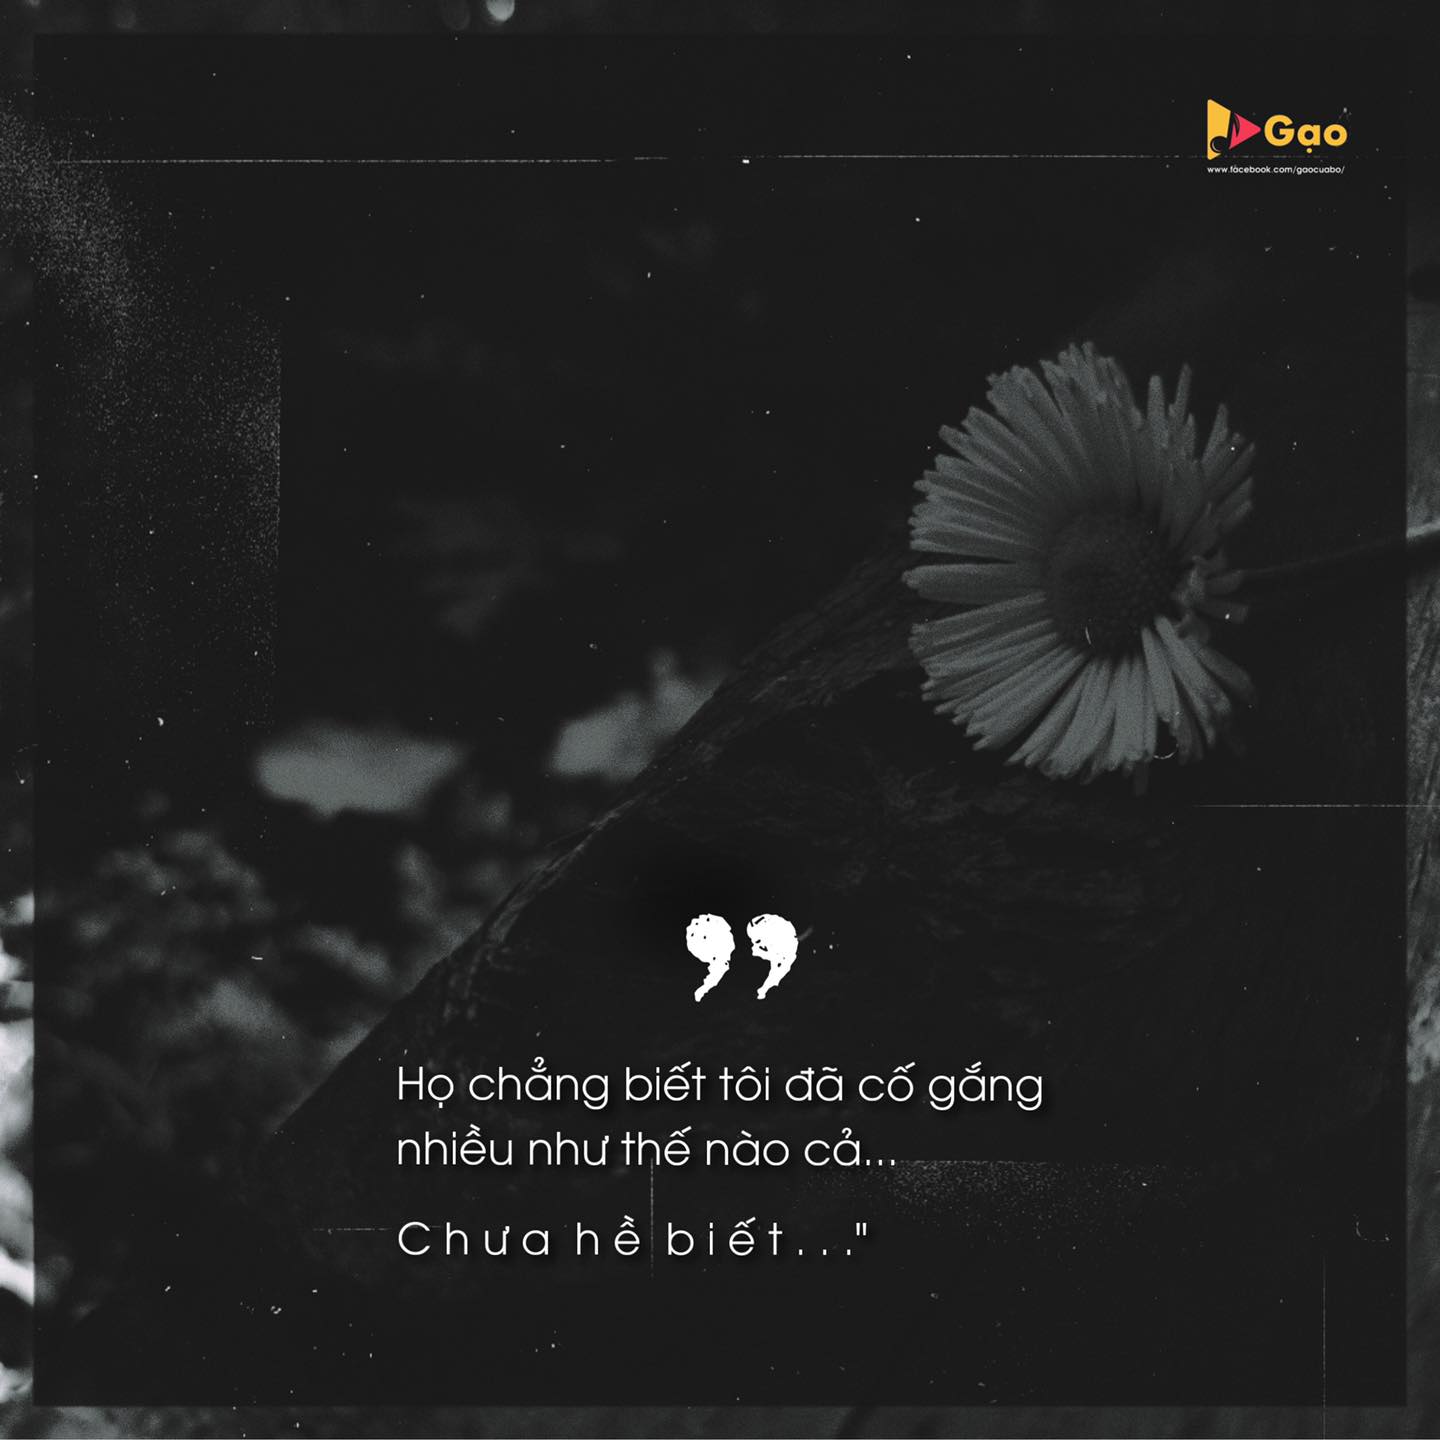 Gạo
www.facebook.com/gaocuabo/
Họ chẳng biết tôi đã cố gắng
nhiều như thế nào cả...
Chưa hề biết..."